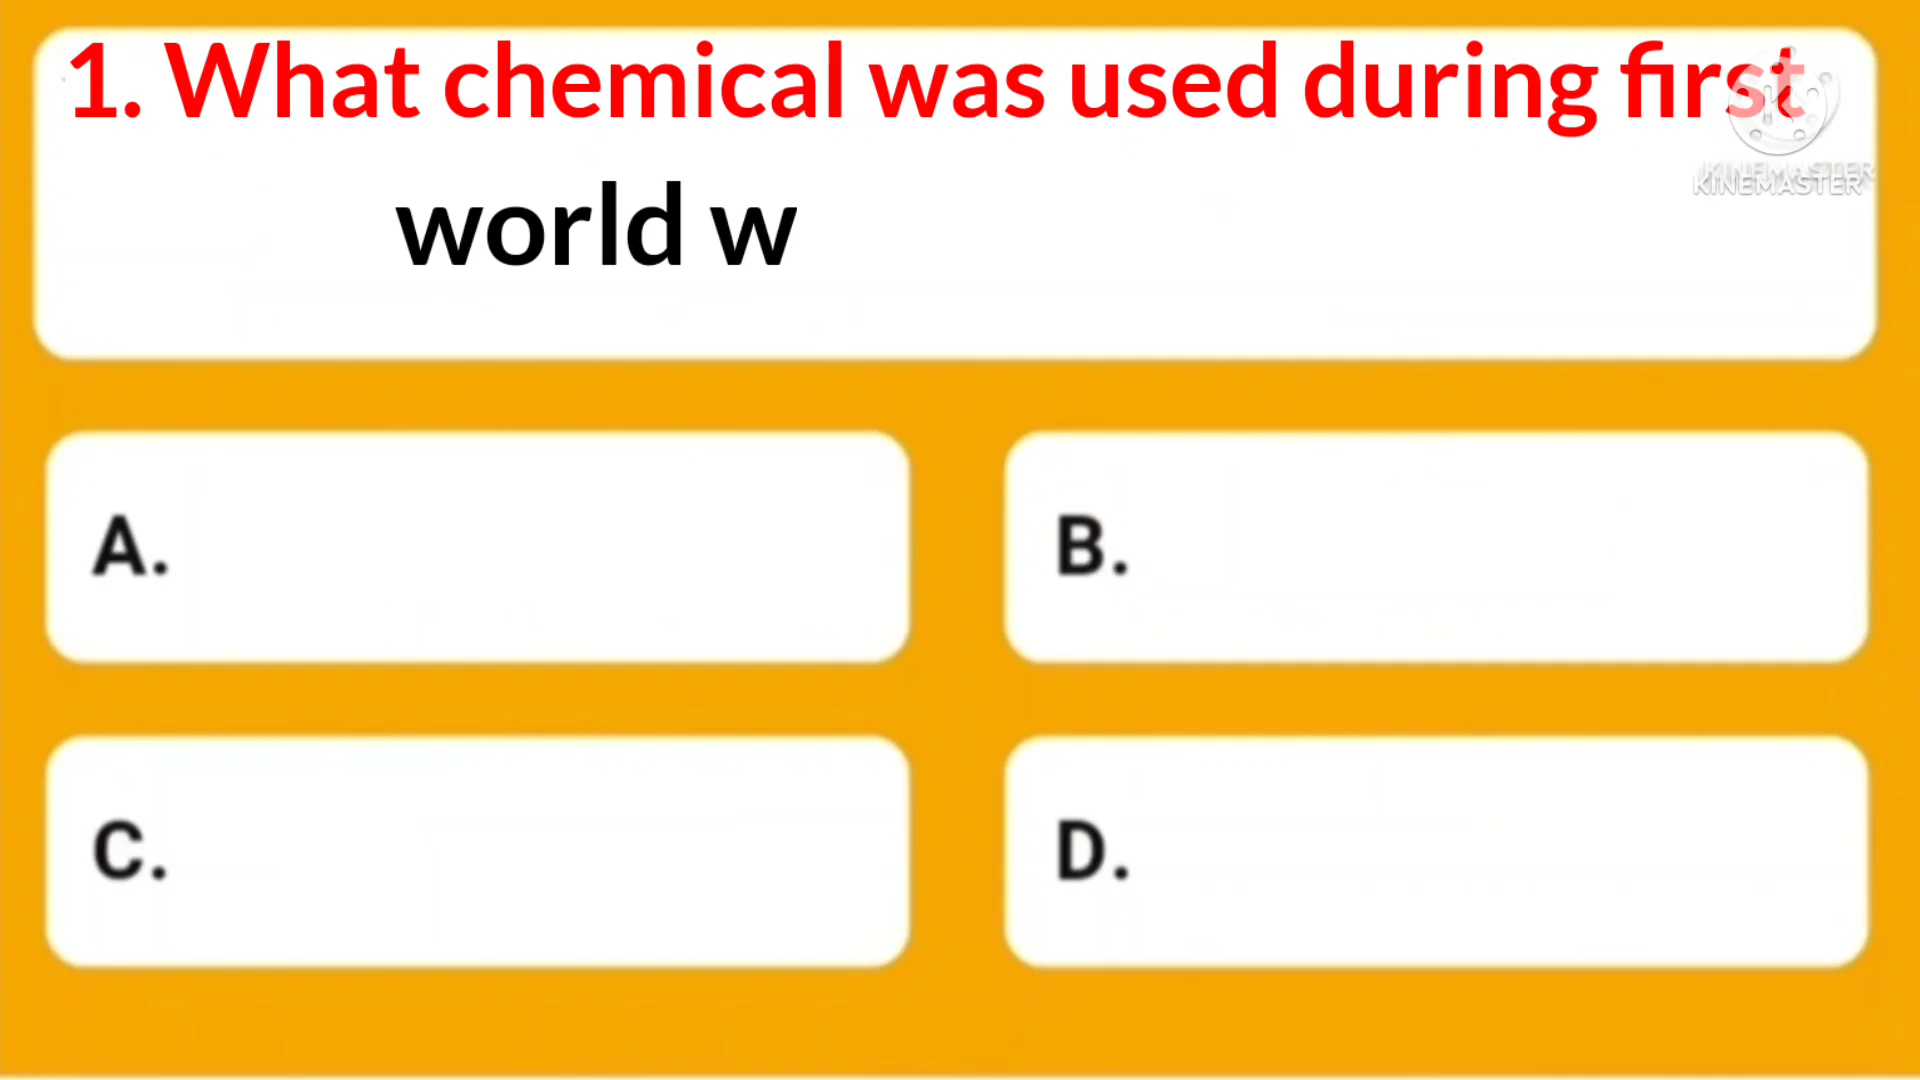 1. What chemical was used during first
world w
KINEMASTER
A.
B.
C.
D.